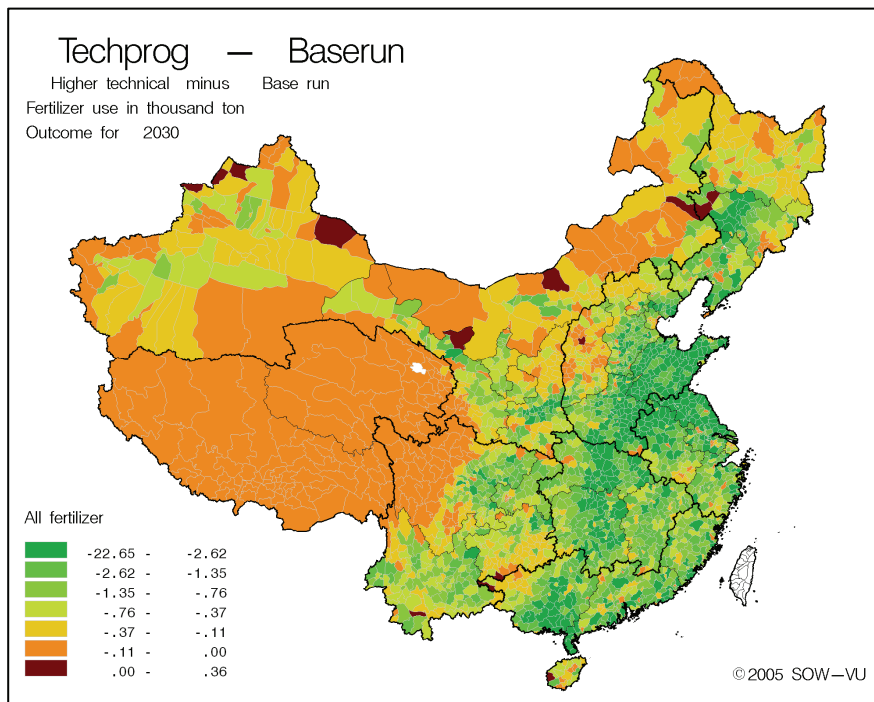 Techprog — Baserun
Higher technical minus Base run
Fertilizer use in thousand ton
Outcome for 2030
All fertilizer
-22.65 - -2.62
-2.62 - -1.35
-1.35 - -.76
-.76 - -.37
-.37 - -.11
-.11 - .00
.00 - .36
©2005 SOW—VU